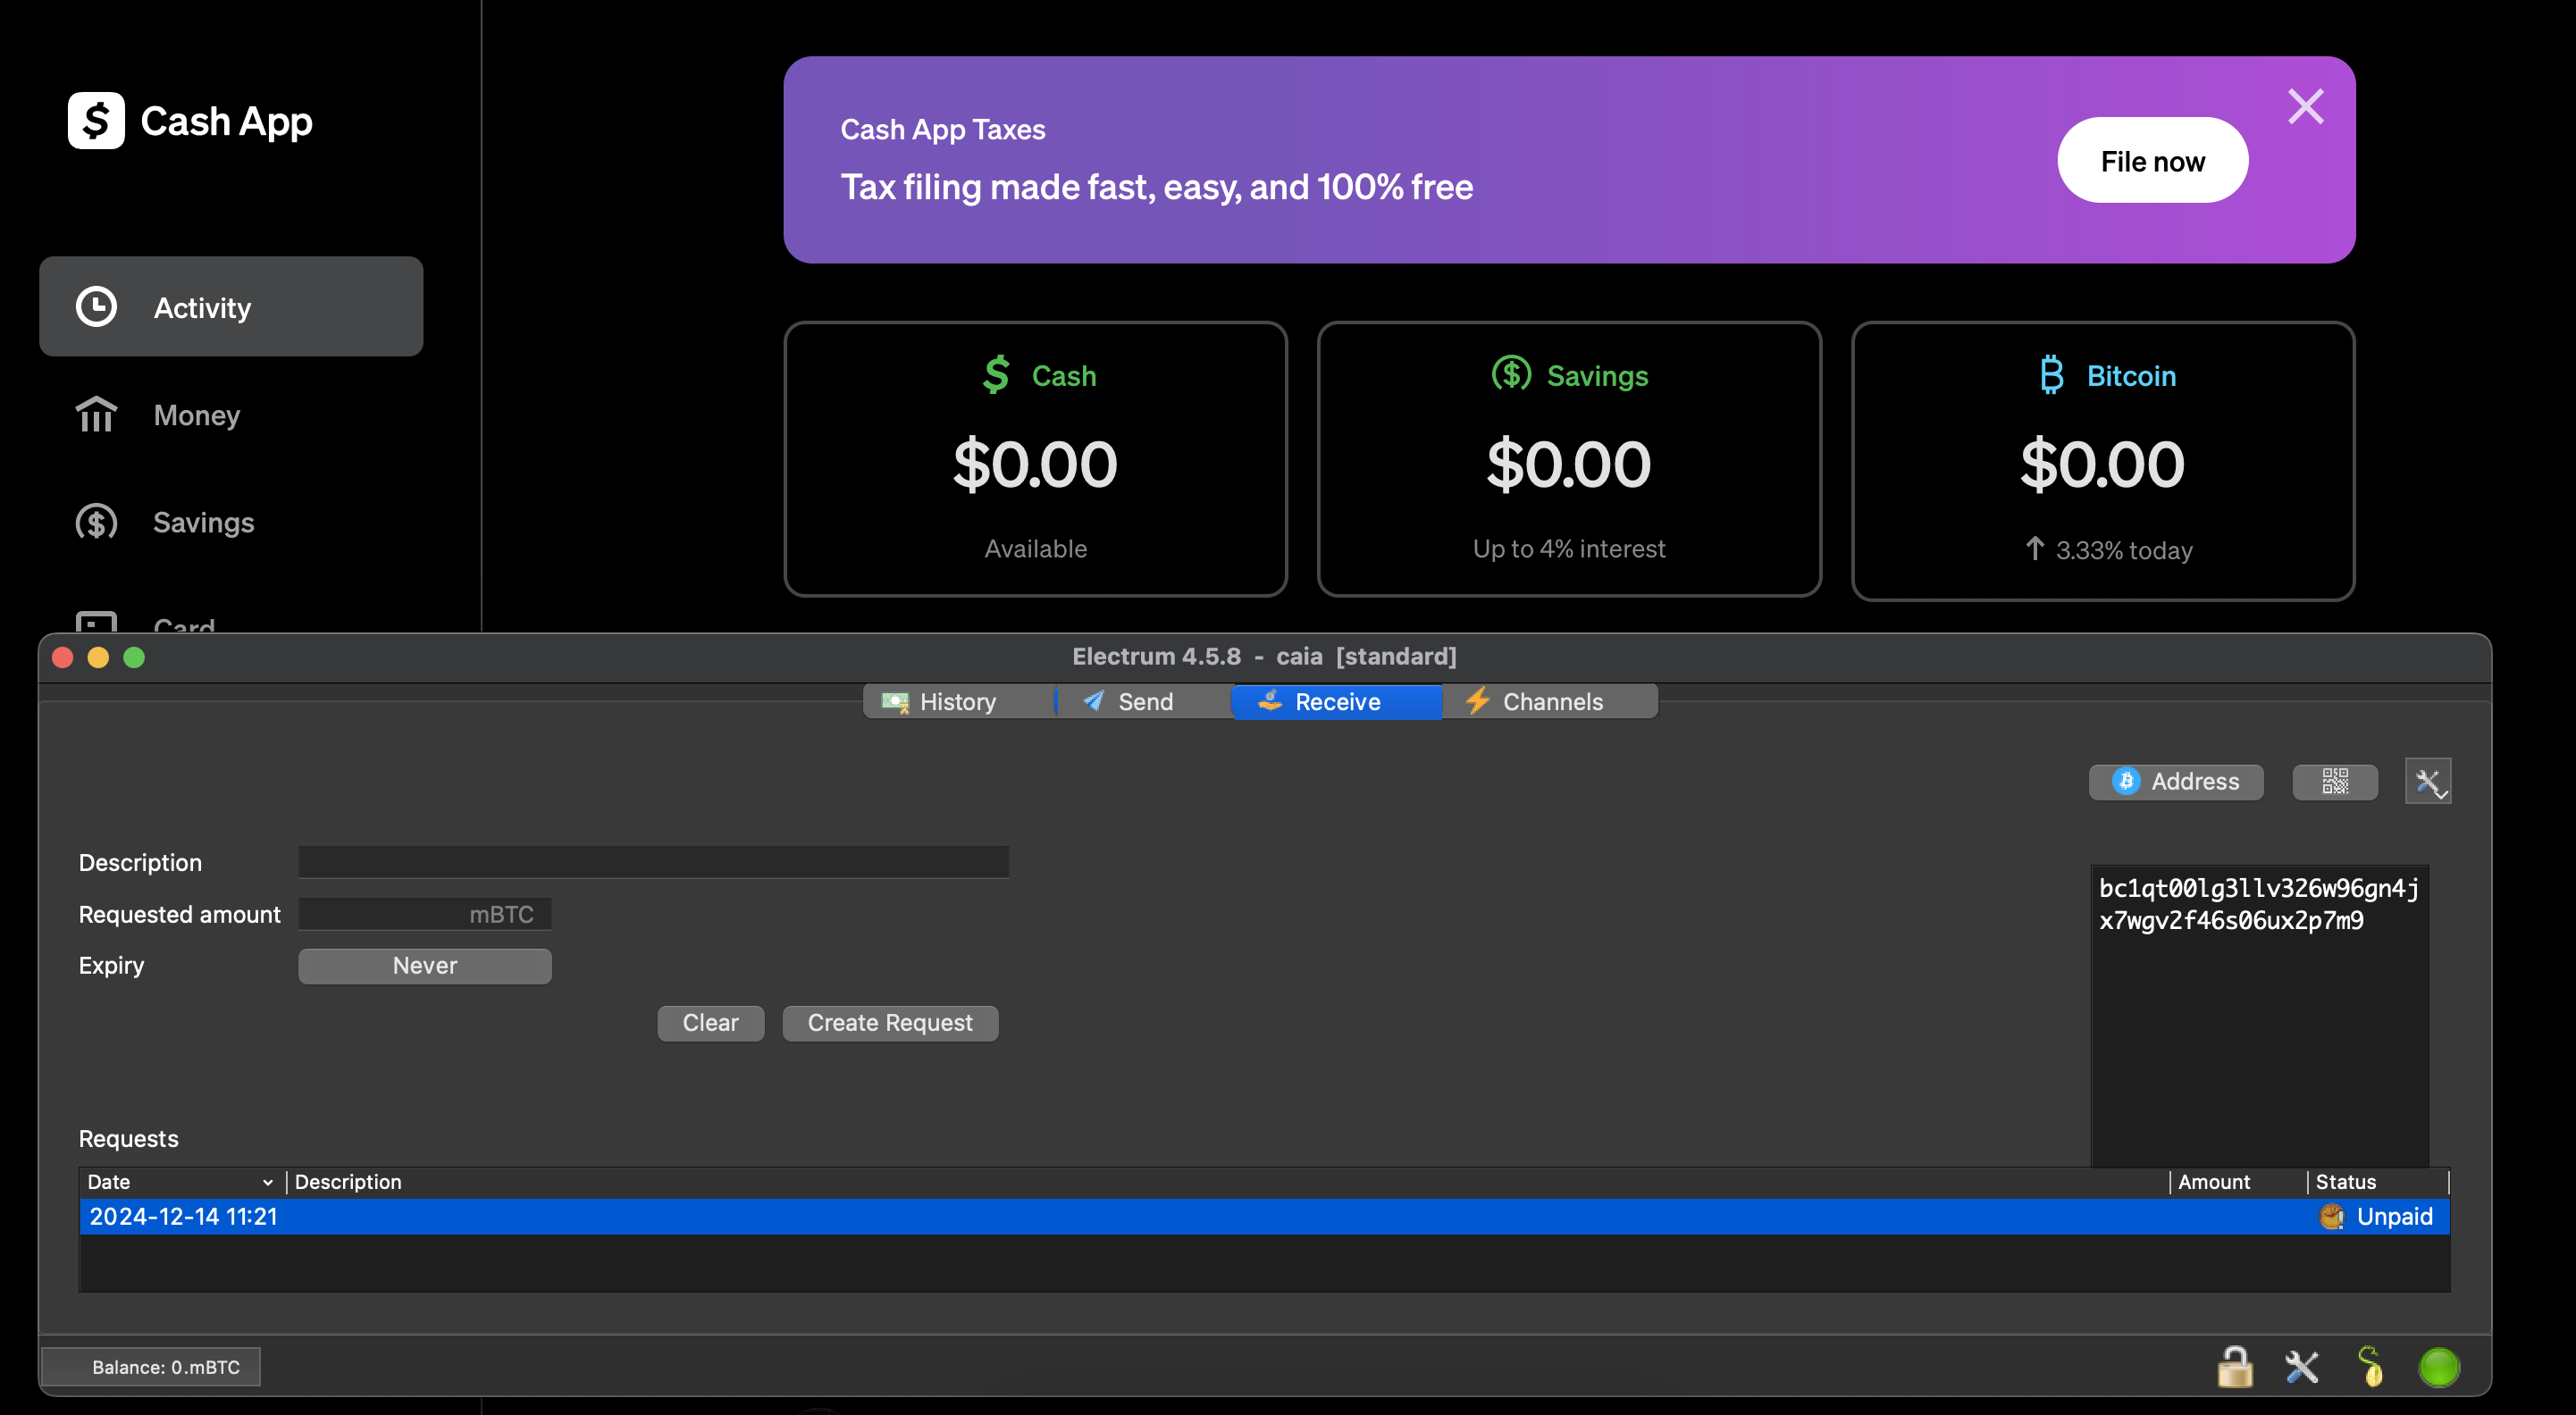 Cash App
Activity
Money
Savings
Card
Cash App Taxes
Tax filing made fast, easy, and 100% free
File now
Cash
$0.00
Available
Savings
$0.00
Up to 4% interest
Bitcoin
$0.00
↑ 3.33% today
Electrum 4.5.8 - caia [standard]
History Send Receive Channels
Address
Description
Requested amount mBTC
Expiry Never
Clear Create Request
bc1qt00lg3llv326w96gn4j
x7wgv2f46s06ux2p7m9
Requests
Date Description Amount Status
2024-12-14 11:21 Unpaid
Balance: 0.mBTC